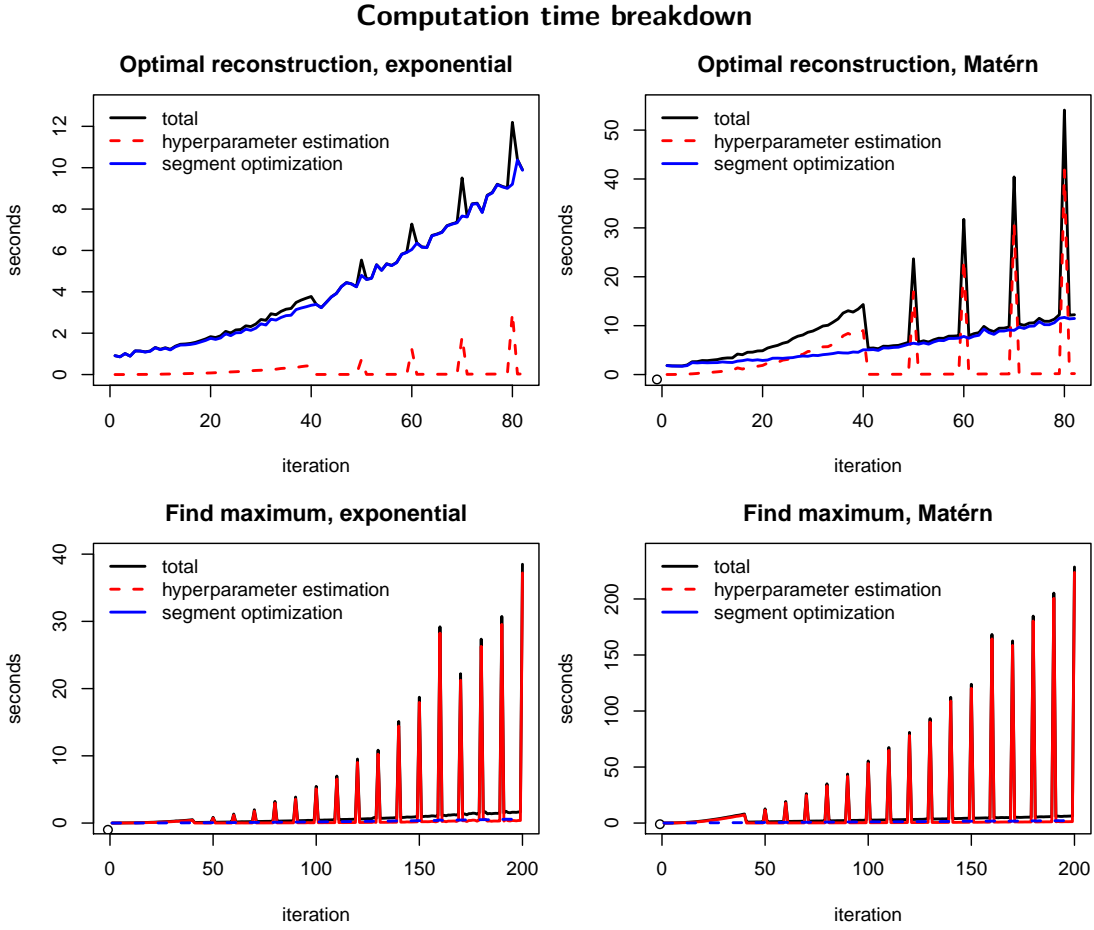 Computation time breakdown
Optimal reconstruction, exponential
total
hyperparameter estimation
segment optimization
seconds
0 2 4 6 8 10 12
0 20 40 60 80
iteration
Optimal reconstruction, Matérn
total
hyperparameter estimation
segment optimization
seconds
0 10 20 30 40 50
0 20 40 60 80
iteration
Find maximum, exponential
total
hyperparameter estimation
segment optimization
seconds
0 10 20 30 40
0 50 100 150 200
iteration
Find maximum, Matérn
total
hyperparameter estimation
segment optimization
seconds
0 50 100 150 200
0 50 100 150 200
iteration